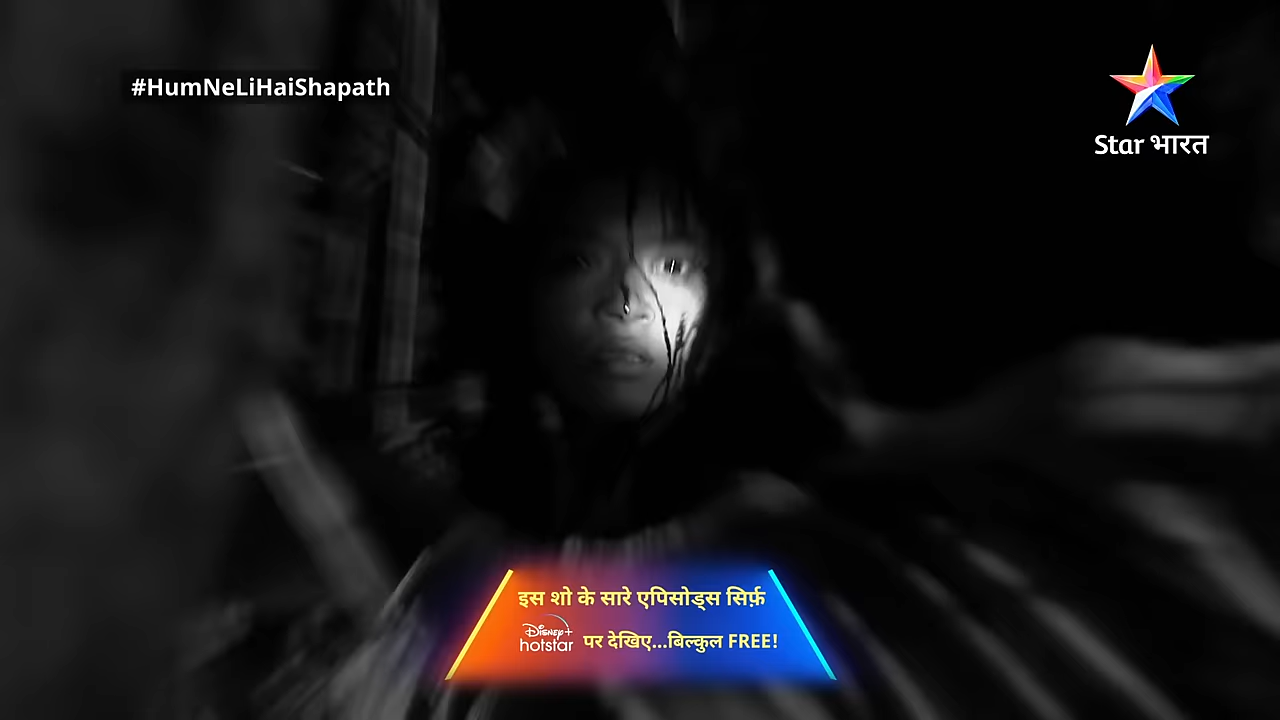 #HumNeLiHaiShapath
Star भारत
इस शो के सारे एपिसोड्स सिर्फ़
Disney+ hotstar पर देखिए...बिल्कुल FREE!